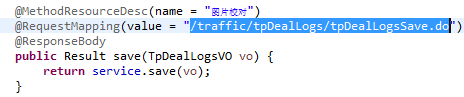 @MethodResourceDesc(name = "图片校对")
@RequestMapping(value = "/traffic/tpDealLogs/tpDealLogsSave.do")
@ResponseBody
public Result save(TpDealLogsVO vo) {
return service.save(vo);
}